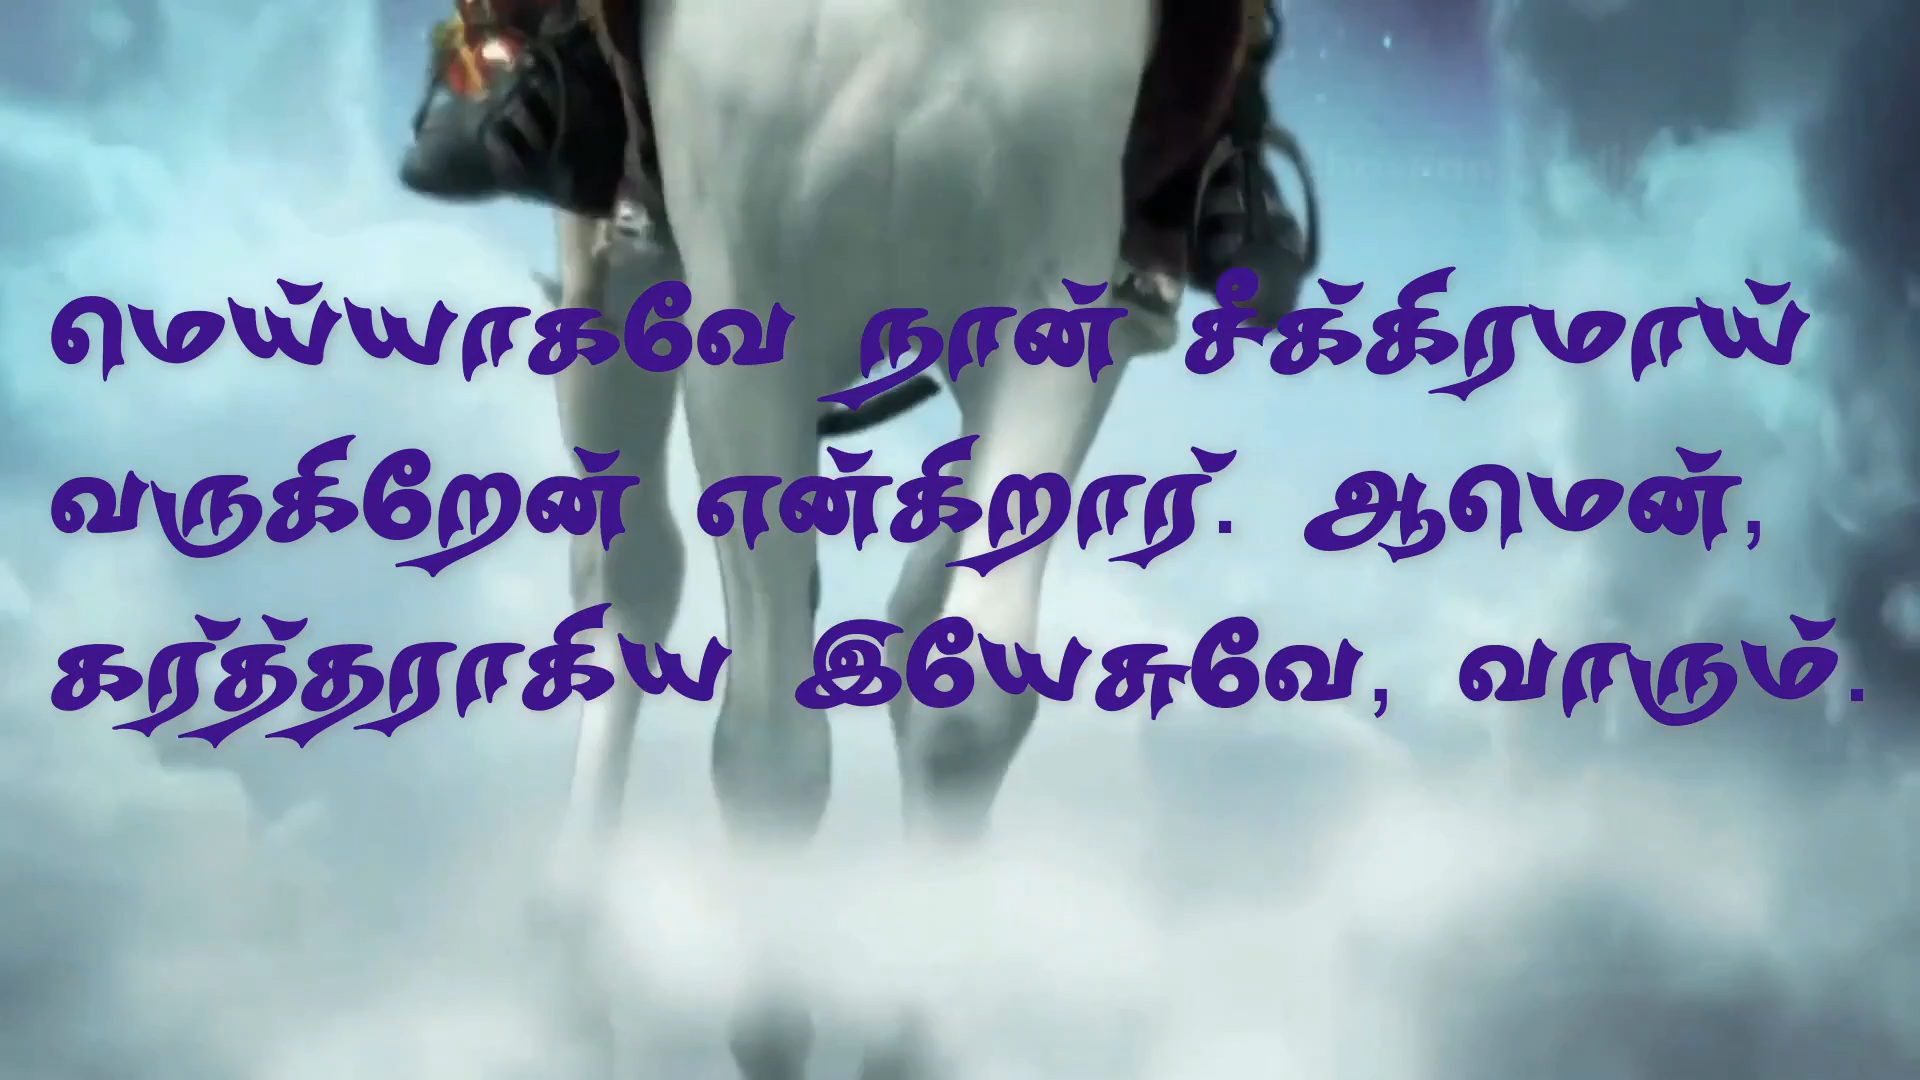 மெய்யாகவே நான் சீக்கிரமாய்
வருகிறேன் என்கிறார். ஆமென்,
கர்த்தராகிய இயேசுவே, வாரும்.